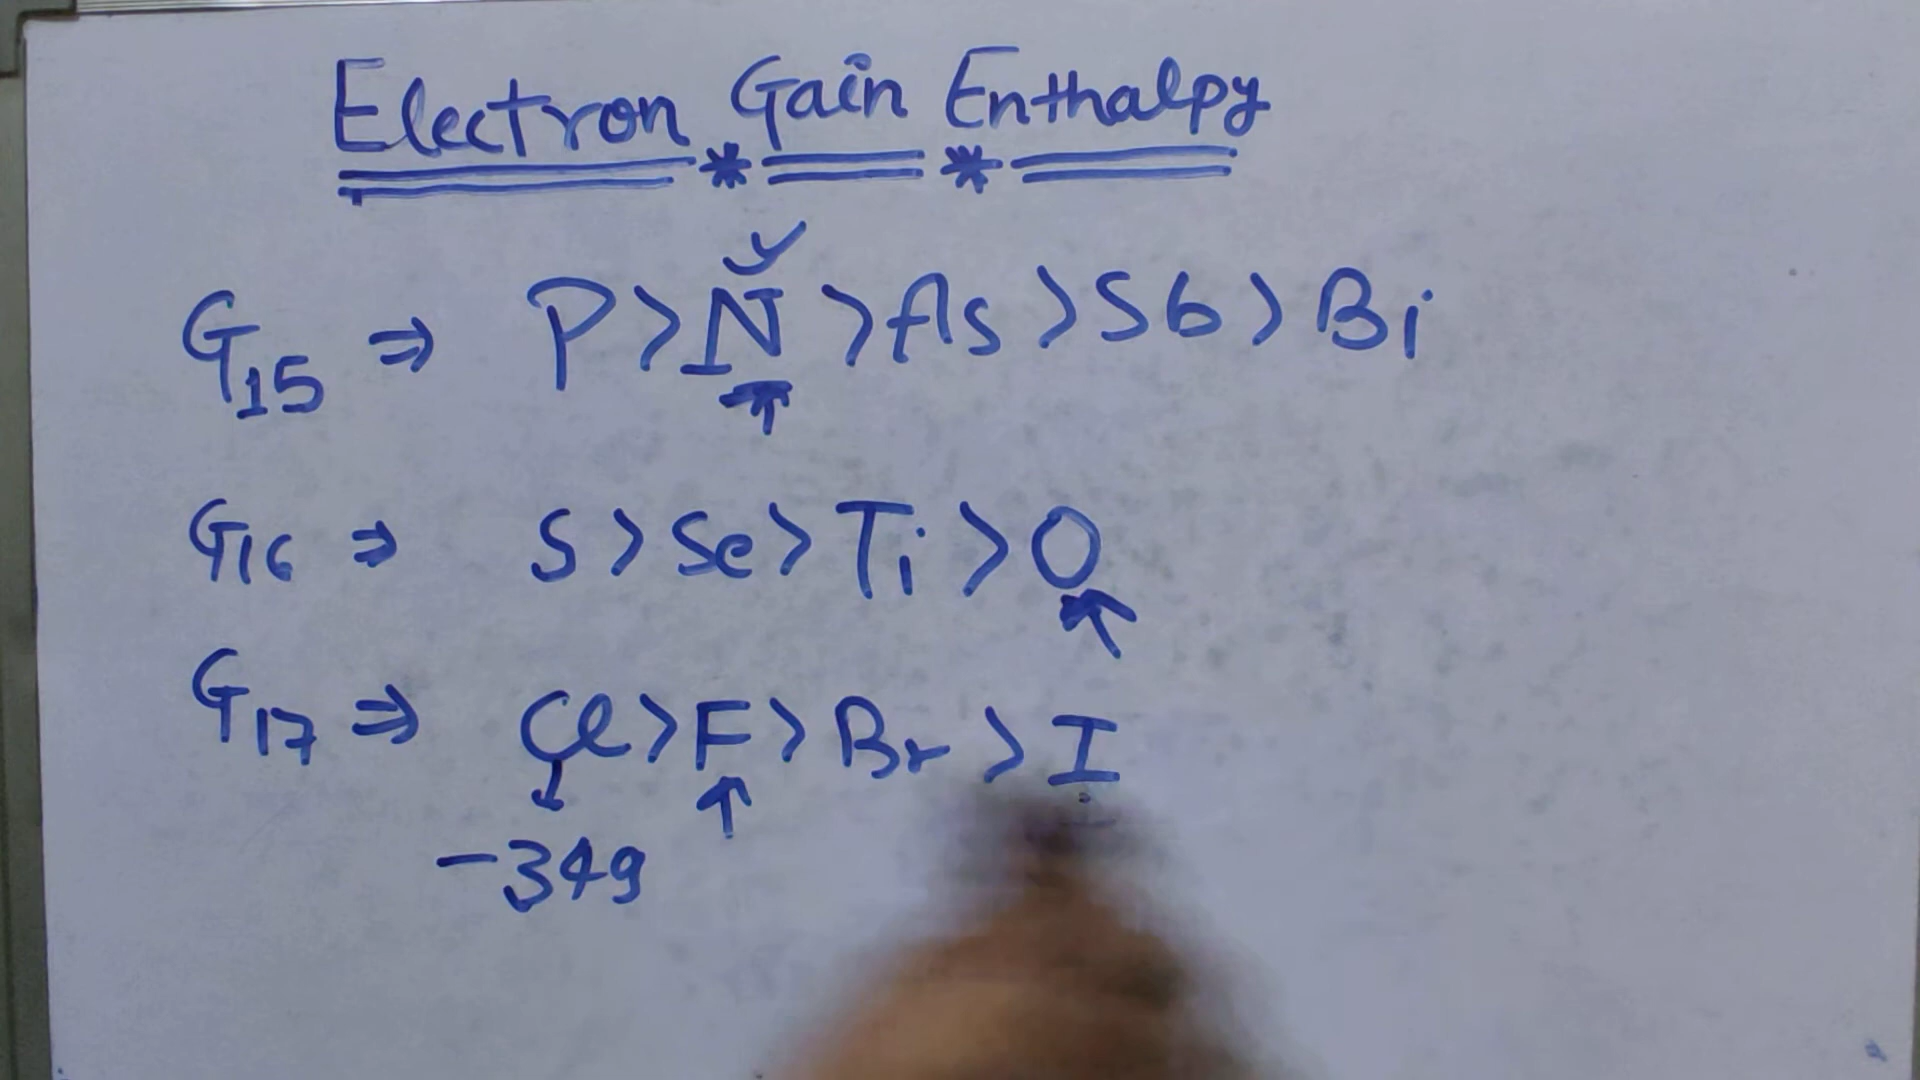 Electron Gain Enthalpy
G15 ⇒ P > N > As > Sb > Bi
G16 ⇒ S > Se > Ti > O
G17 ⇒ Cl > F > Br > I
-349